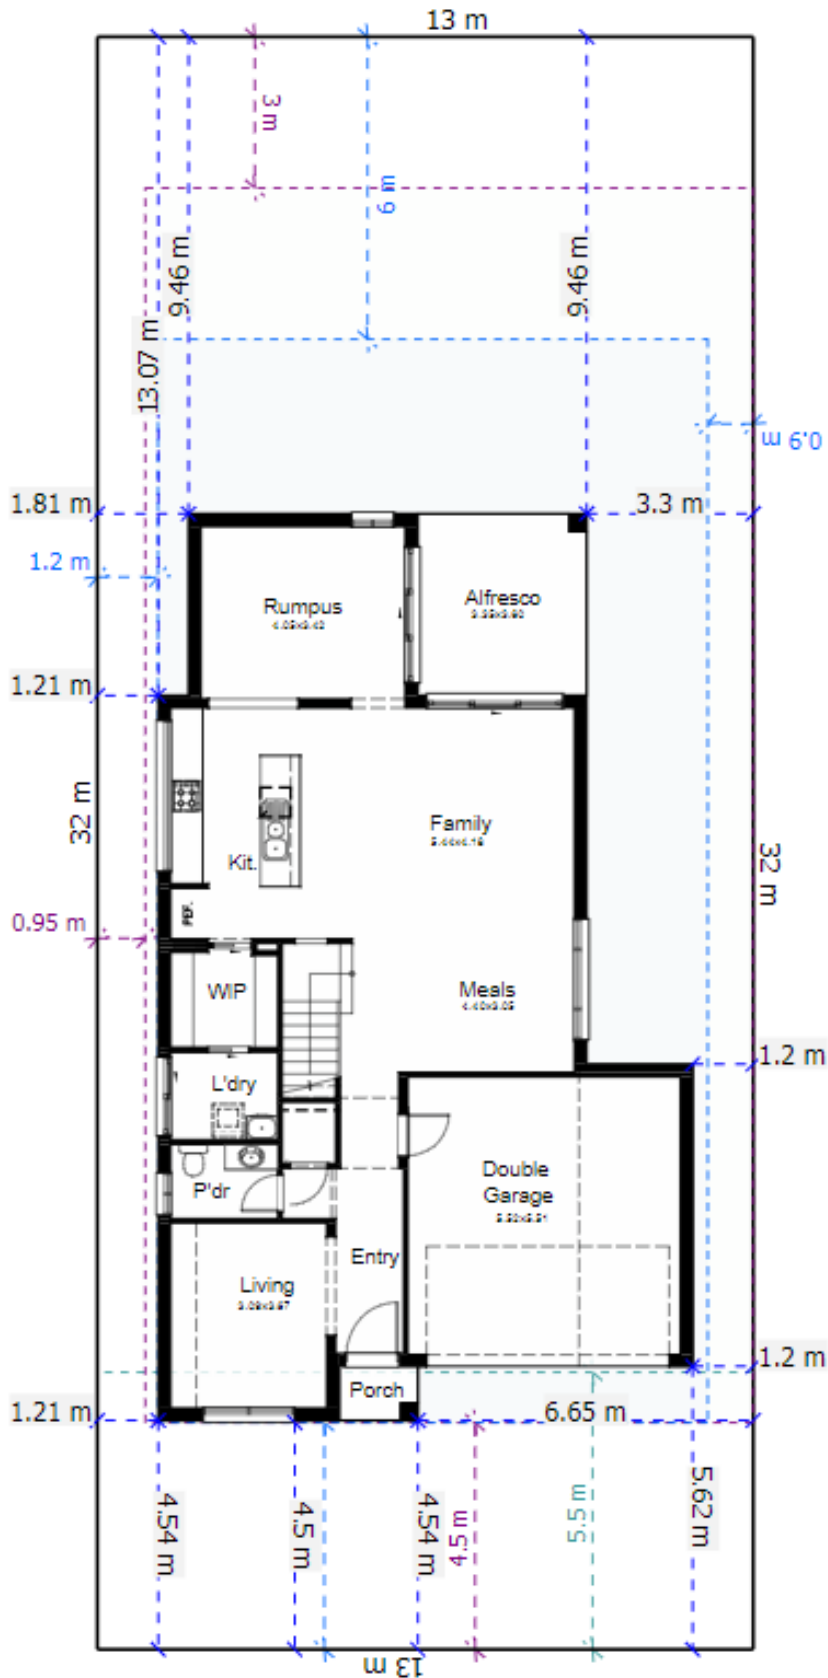 13 m
3 m
6 m
9.46 m
9.46 m
13.07 m
0.9 m
1.81 m
3.3 m
1.2 m
Rumpus
Alfresco
1.21 m
32 m
Family
Kit.
32 m
REF.
0.95 m
WIP
Meals
1.2 m
L'dry
P'dr
Double
Garage
Entry
Living
1.2 m
Porch
1.21 m
6.65 m
4.54 m
4.5 m
4.54 m
4.5 m
5.5 m
5.62 m
13 m